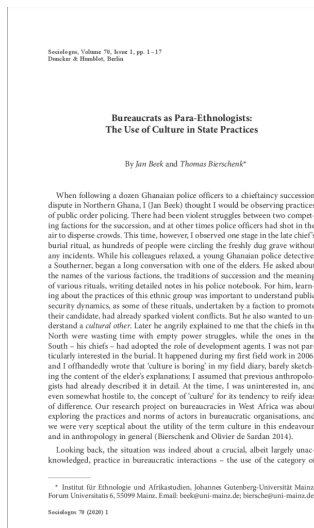 Sociologus, Volume 70, Issue 1, pp. 1–17
Duncker & Humblot, Berlin
Bureaucrats as Para-Ethnologists:
The Use of Culture in State Practices
By Jan Beek and Thomas Bierschenk*
When following a dozen Ghanaian police officers to a chieftaincy succession
dispute in Northern Ghana, I (Jan Beek) thought I would be observing practices
of public order policing. There had been violent struggles between two compet-
ing factions for the succession, and at other times police officers had shot in the
air to disperse crowds. This time, however, I observed one stage in the late chief's
burial ritual, as hundreds of people were circling the freshly dug grave without
any incidents. While his colleagues relaxed, a young Ghanaian police detective,
a Southerner, began a long conversation with one of the elders. He asked about
the names of the various factions, the traditions of succession and the meaning
of various rituals, writing detailed notes in his police notebook. For him, learn-
ing about the practices of this ethnic group was important to understand public
security dynamics, as some of these rituals, undertaken by a faction to promote
their candidate, had already sparked violent conflicts. But he also wanted to un-
derstand a cultural other. Later he angrily explained to me that the chiefs in the
North were wasting time with empty power struggles, while the ones in the
South – his chiefs – had adopted the role of development agents. I was not par-
ticularly interested in the burial. It happened during my first field work in 2006,
and I offhandedly wrote that 'culture is boring' in my field diary, barely sketch-
ing the content of the elder's explanations; I assumed that previous anthropolo-
gists had already described it in detail. At the time, I was uninterested in, and
even somewhat hostile to, the concept of 'culture' for its tendency to reify ideas
of difference. Our research project on bureaucracies in West Africa was about
exploring the practices and norms of actors in bureaucratic organisations, and
we were very sceptical about the utility of the term culture in this endeavour
and in anthropology in general (Bierschenk and Olivier de Sardan 2014).
Looking back, the situation was indeed about a crucial, albeit largely unac-
knowledged, practice in bureaucratic interactions – the use of the category of
* Institut für Ethnologie und Afrikastudien, Johannes Gutenberg-Universität Mainz,
Forum Universitatis 6, 55099 Mainz. Email: beek@uni-mainz.de; biersche@uni-mainz.de
Sociologus 70 (2020) 1